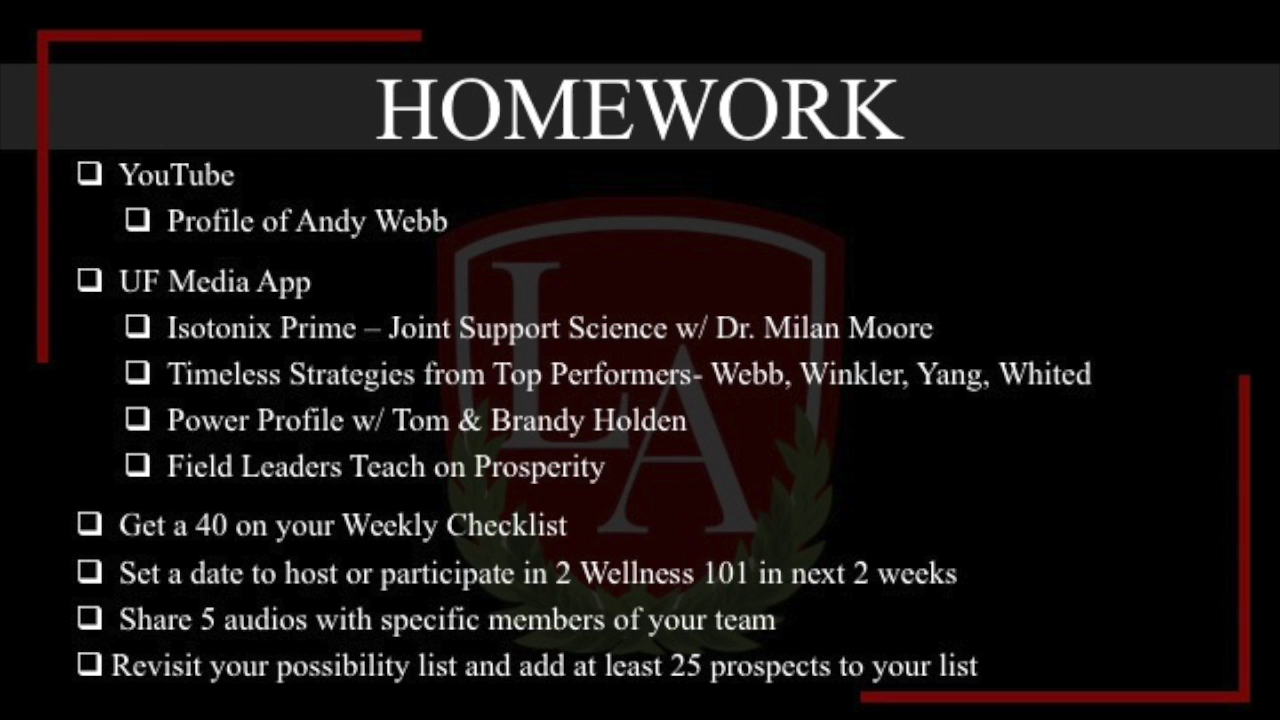 HOMEWORK
❑ YouTube
❑ Profile of Andy Webb
❑ UF Media App
❑ Isotonix Prime – Joint Support Science w/ Dr. Milan Moore
❑ Timeless Strategies from Top Performers- Webb, Winkler, Yang, Whited
❑ Power Profile w/ Tom & Brandy Holden
❑ Field Leaders Teach on Prosperity
❑ Get a 40 on your Weekly Checklist
❑ Set a date to host or participate in 2 Wellness 101 in next 2 weeks
❑ Share 5 audios with specific members of your team
❑ Revisit your possibility list and add at least 25 prospects to your list
LA